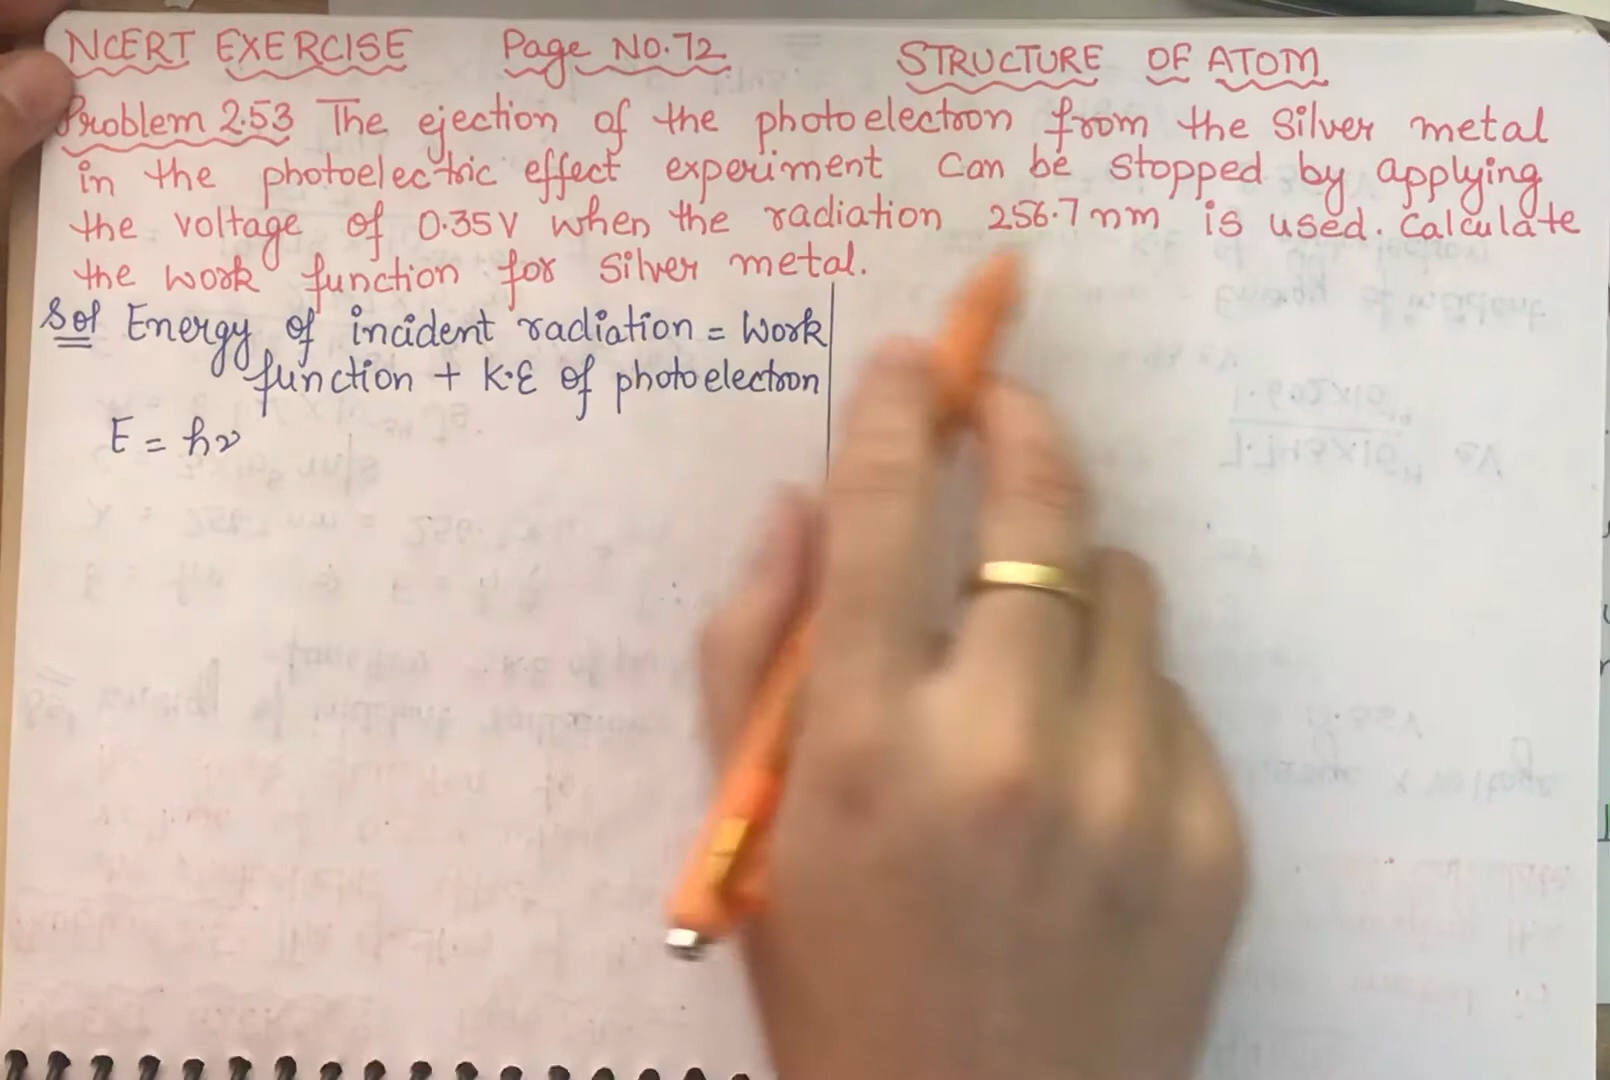 NCERT EXERCISE Page NO.72 STRUCTURE OF ATOM
Problem 2.53 The ejection of the photoelectron from the Silver metal
in the photoelectric effect experiment Can be stopped by applying
the voltage of 0.35V when the radiation 256.7nm is used. Calculate
the work function for Silver metal.
Sol Energy of incident radiation = Work
function + K.E of photoelectron
E = hν